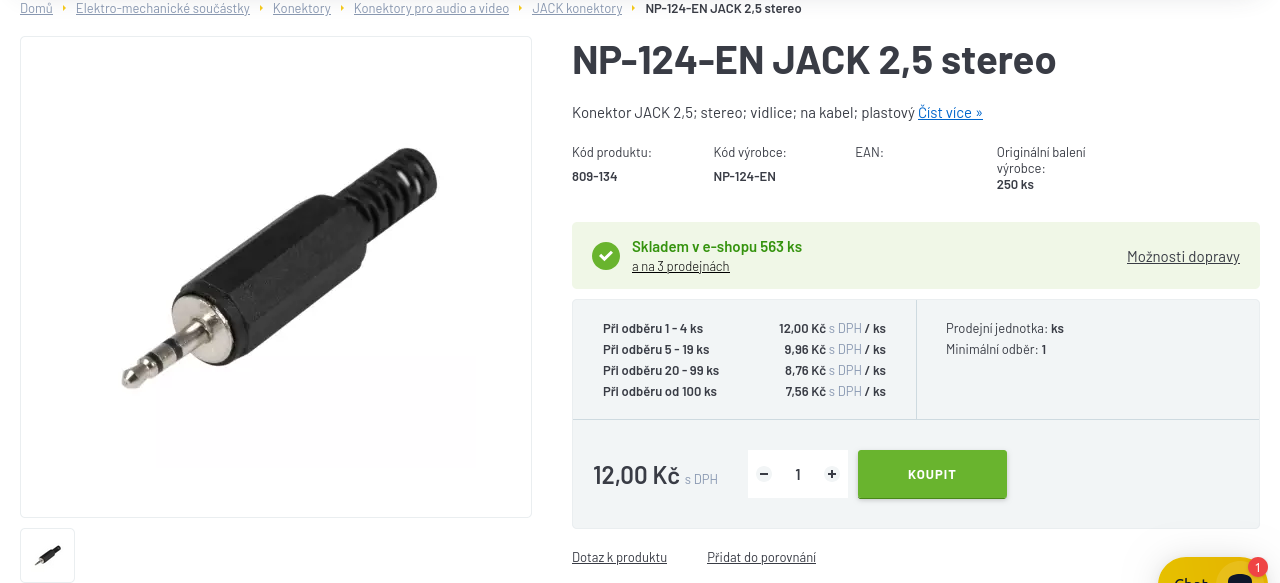 Domů Elektro-mechanické součástky Konektory Konektory pro audio a video JACK konektory NP-124-EN JACK 2,5 stereo
NP-124-EN JACK 2,5 stereo
Konektor JACK 2,5; stereo; vidlice; na kabel; plastový Číst více »
Kód produktu:
809-134
Kód výrobce:
NP-124-EN
EAN:
Originální balení
výrobce:
250 ks
Skladem v e-shopu 563 ks
a na 3 prodejnách
Možnosti dopravy
Při odběru 1 - 4 ks 12,00 Kč s DPH / ks
Při odběru 5 - 19 ks 9,96 Kč s DPH / ks
Při odběru 20 - 99 ks 8,76 Kč s DPH / ks
Při odběru od 100 ks 7,56 Kč s DPH / ks
Prodejní jednotka: ks
Minimální odběr: 1
12,00 Kč s DPH
1
KOUPIT
Dotaz k produktu Přidat do porovnání
Chat
1